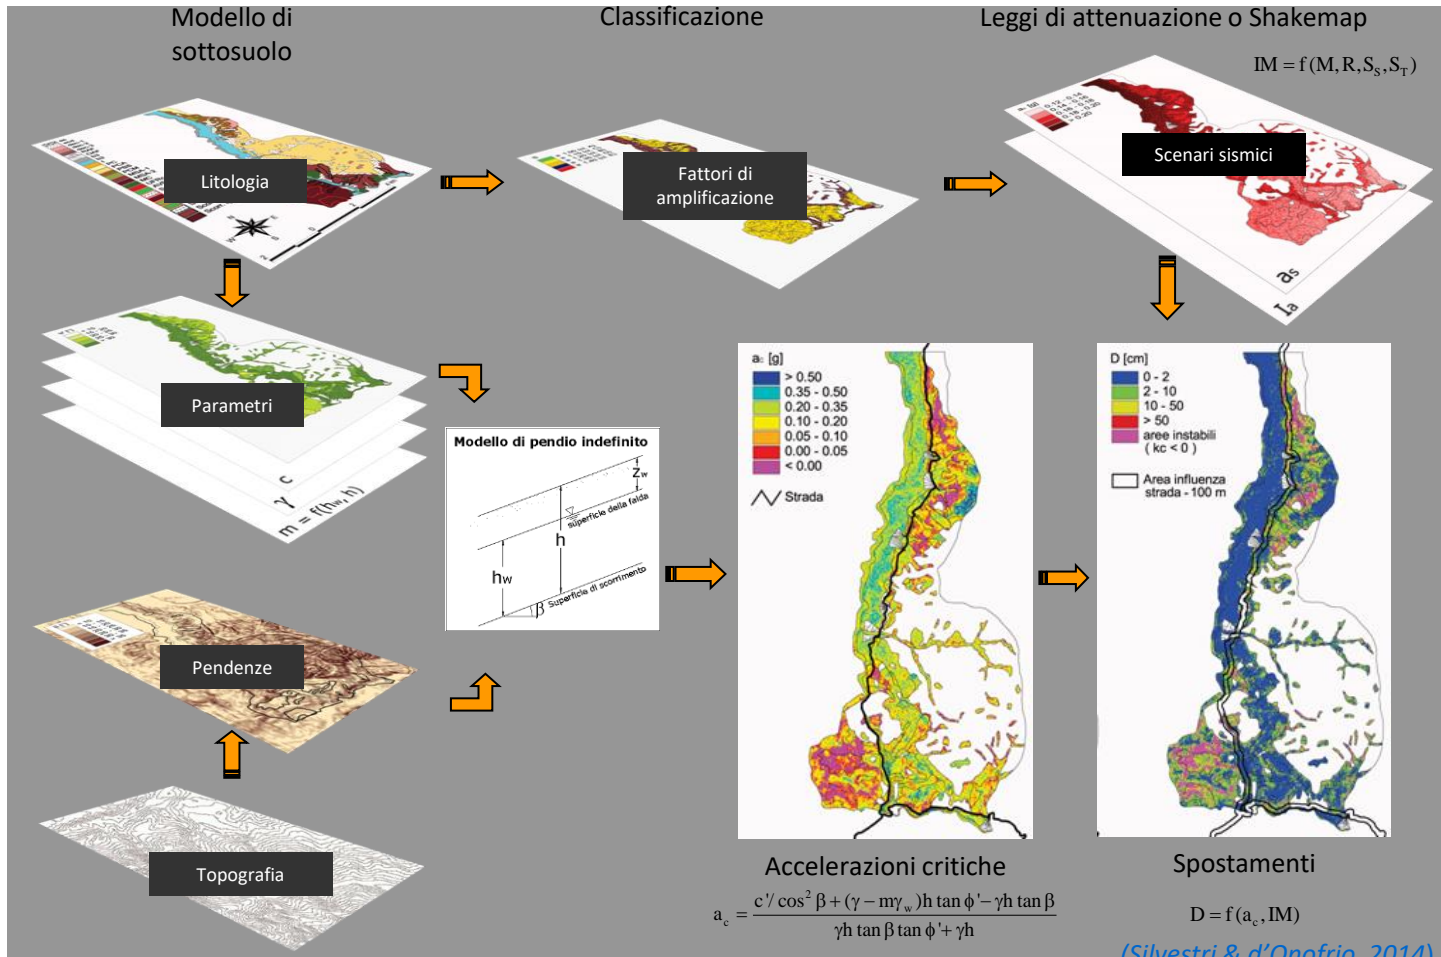 Modello di
sottosuolo
Classificazione
Leggi di attenuazione o Shakemap
IM = f (M, R, S_S, S_T)
Litologia
Fattori di
amplificazione
Scenari sismici
a_s
I_a
Parametri
c
γ
m = f(h_w, h)
Modello di pendio indefinito
z_w
superficie della falda
h
h_w
Superficie di scorrimento
β
Pendenze
Topografia
a_c [g]
> 0.50
0.35 - 0.50
0.20 - 0.35
0.10 - 0.20
0.05 - 0.10
0.00 - 0.05
< 0.00
Strada
D [cm]
0 - 2
2 - 10
10 - 50
> 50
aree instabili
( kc < 0 )
Area influenza
strada - 100 m
Accelerazioni critiche
a_c = (c'/cos² β + (γ − mγ_w)h tan ϕ' − γh tan β) / (γh tan β tan ϕ' + γh)
Spostamenti
D = f (a_c, IM)
(Silvestri & d'Onofrio, 2014)